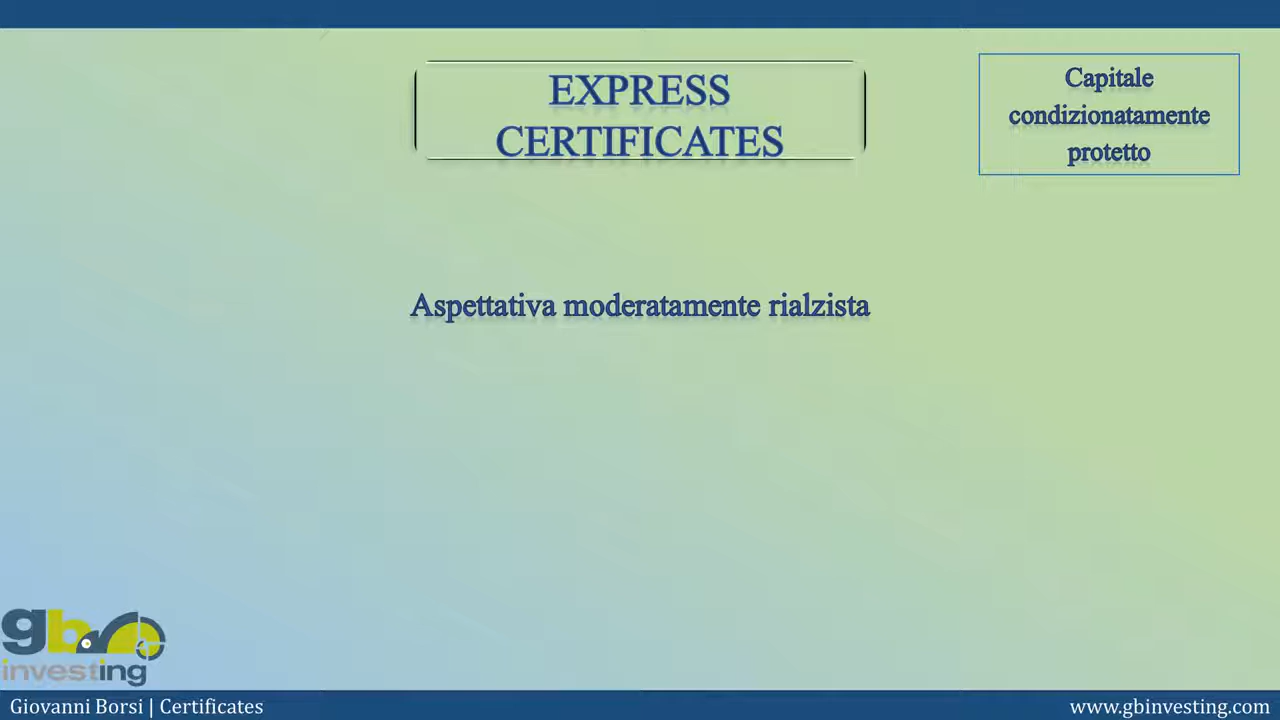 EXPRESS
CERTIFICATES
Capitale
condizionatamente
protetto
Aspettativa moderatamente rialzista
gb
investing
Giovanni Borsi | Certificates
www.gbinvesting.com